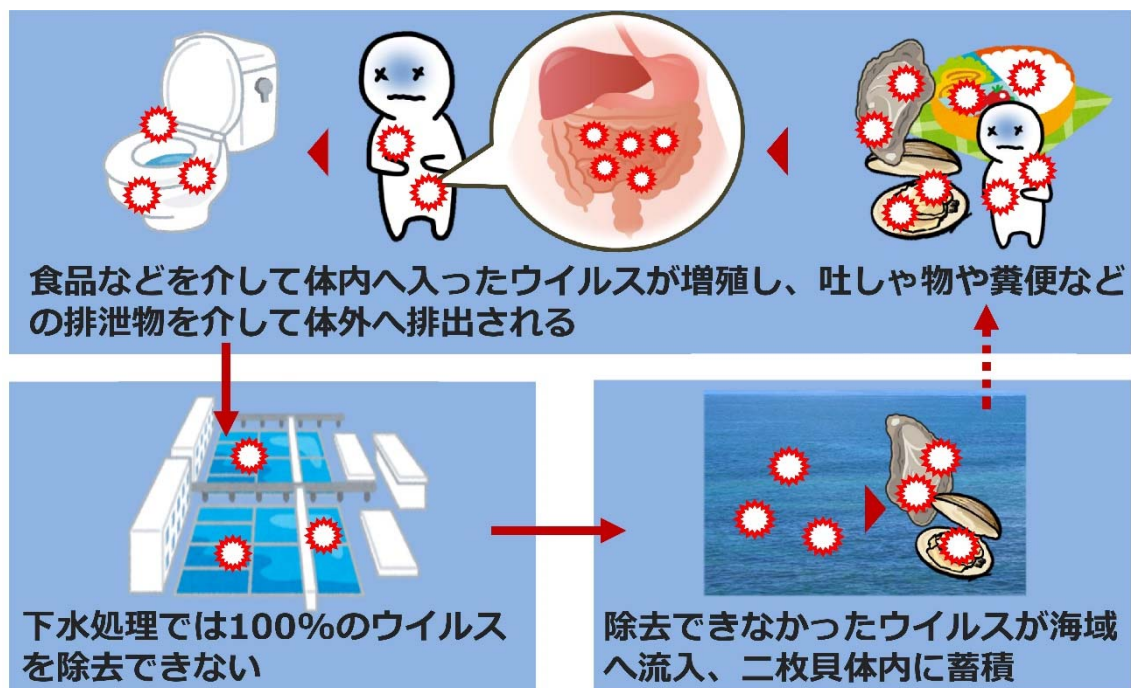 食品などを介して体内へ入ったウイルスが増殖し、吐しゃ物や糞便など
の排泄物を介して体外へ排出される
下水処理では100%のウイルス
を除去できない
除去できなかったウイルスが海域
へ流入、二枚貝体内に蓄積